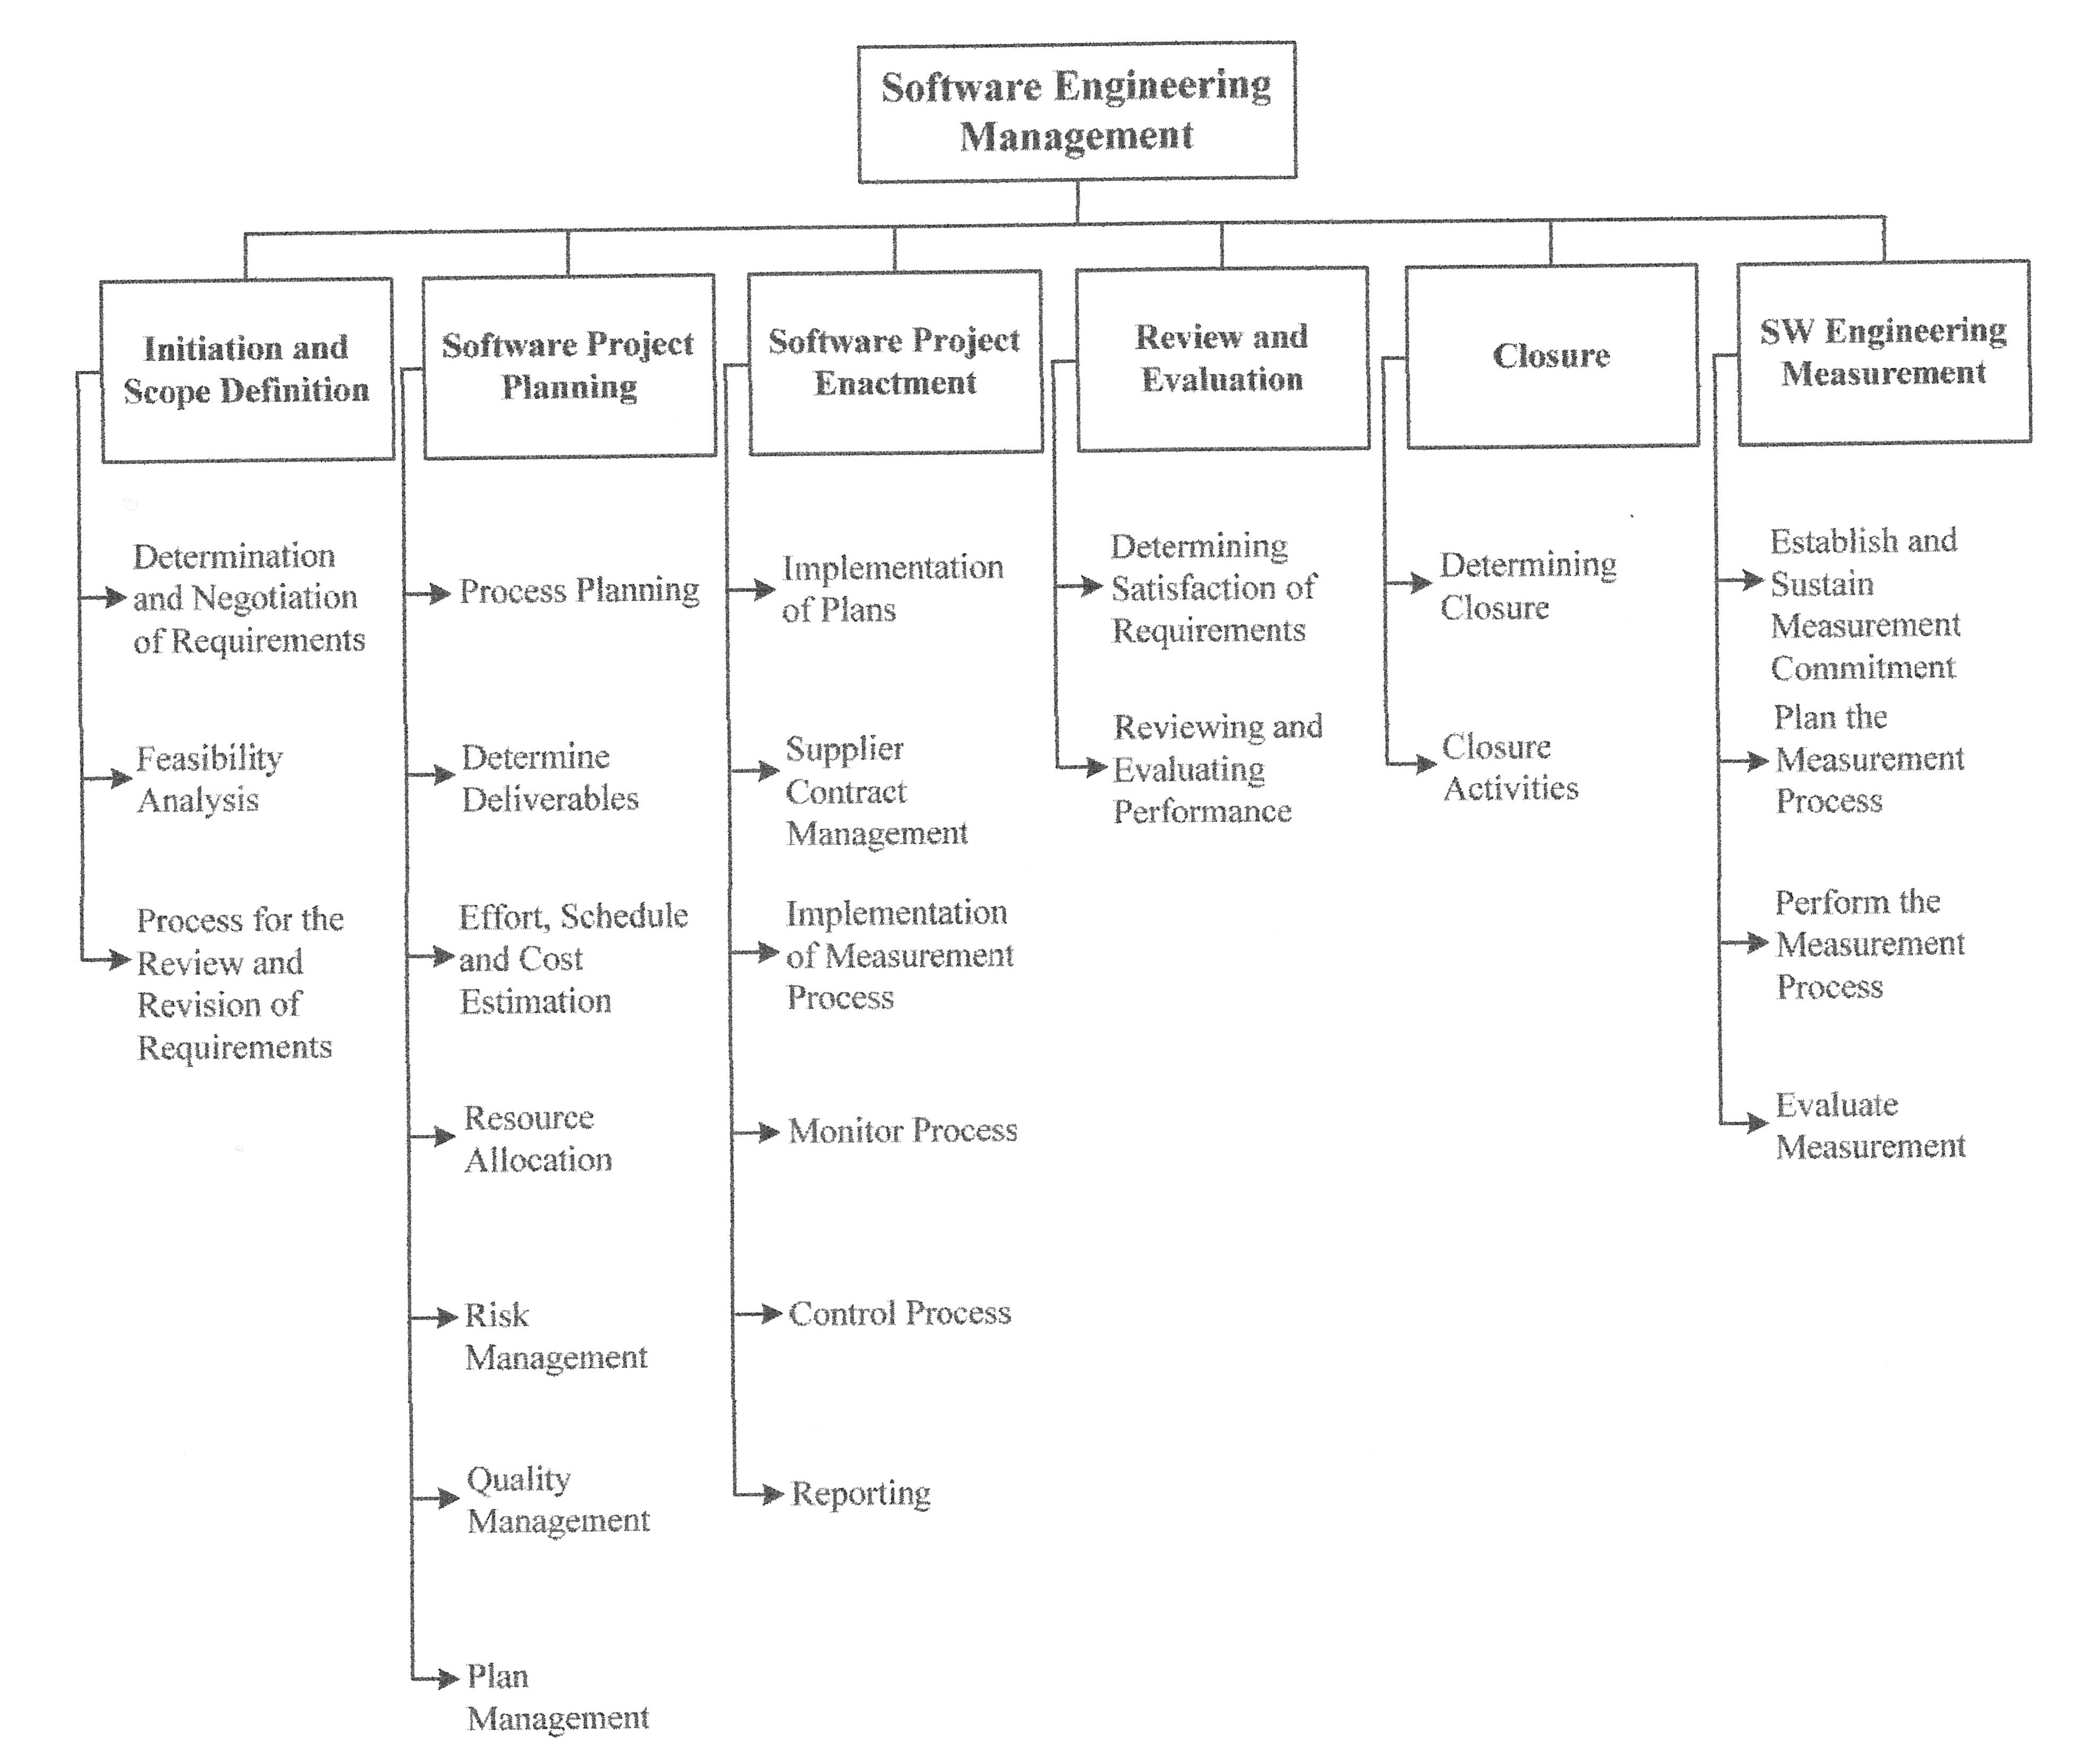 Software Engineering
Management
Initiation and
Scope Definition
Determination
and Negotiation
of Requirements
Feasibility
Analysis
Process for the
Review and
Revision of
Requirements
Software Project
Planning
Process Planning
Determine
Deliverables
Effort, Schedule
and Cost
Estimation
Resource
Allocation
Risk
Management
Quality
Management
Plan
Management
Software Project
Enactment
Implementation
of Plans
Supplier
Contract
Management
Implementation
of Measurement
Process
Monitor Process
Control Process
Reporting
Review and
Evaluation
Determining
Satisfaction of
Requirements
Reviewing and
Evaluating
Performance
Closure
Determining
Closure
Closure
Activities
SW Engineering
Measurement
Establish and
Sustain
Measurement
Commitment
Plan the
Measurement
Process
Perform the
Measurement
Process
Evaluate
Measurement